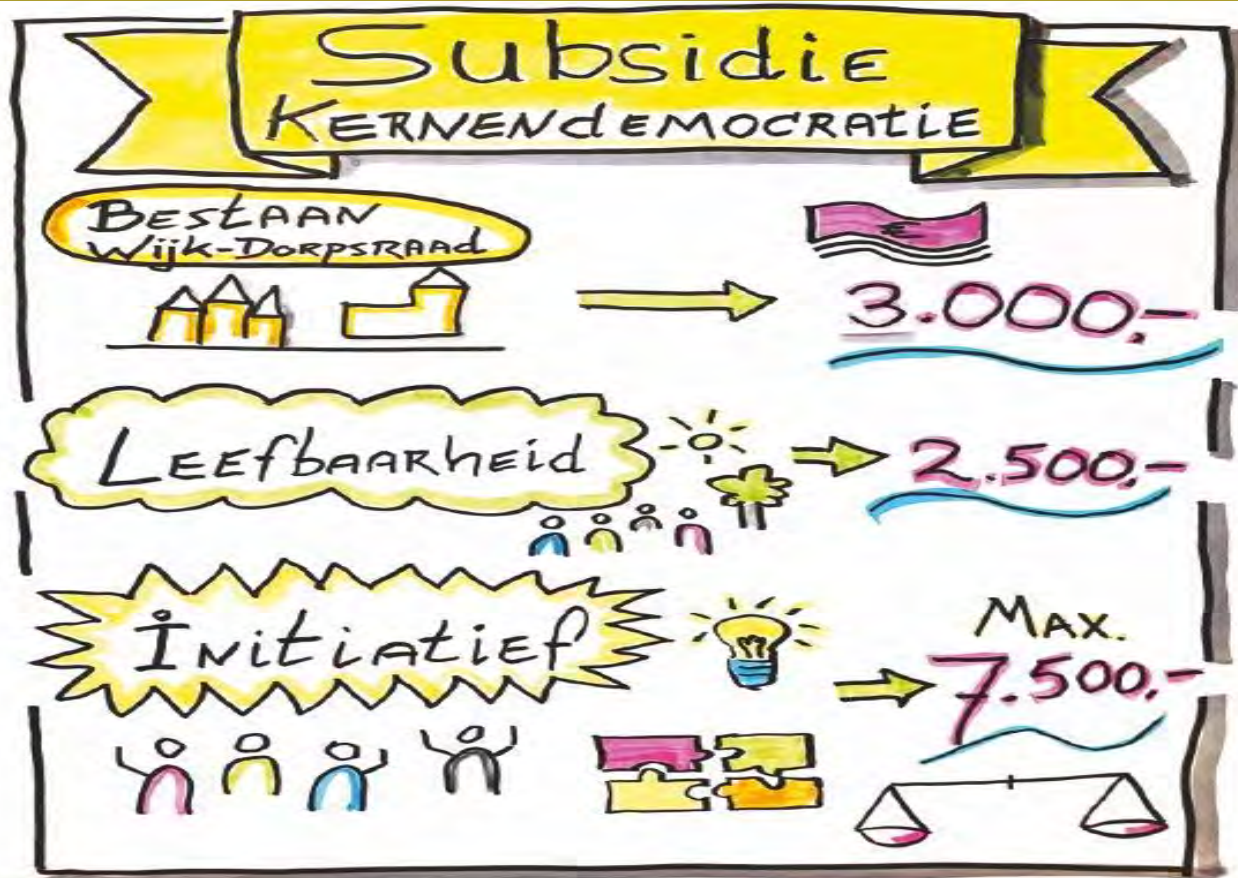 Subsidie
KERNENDEMOCRATIE
BESTAAN
Wijk-DORPSRAAD
€
3.000,-
LEEfbAARhEid
2.500,-
INitiAtiEf
MAX.
7.500,-